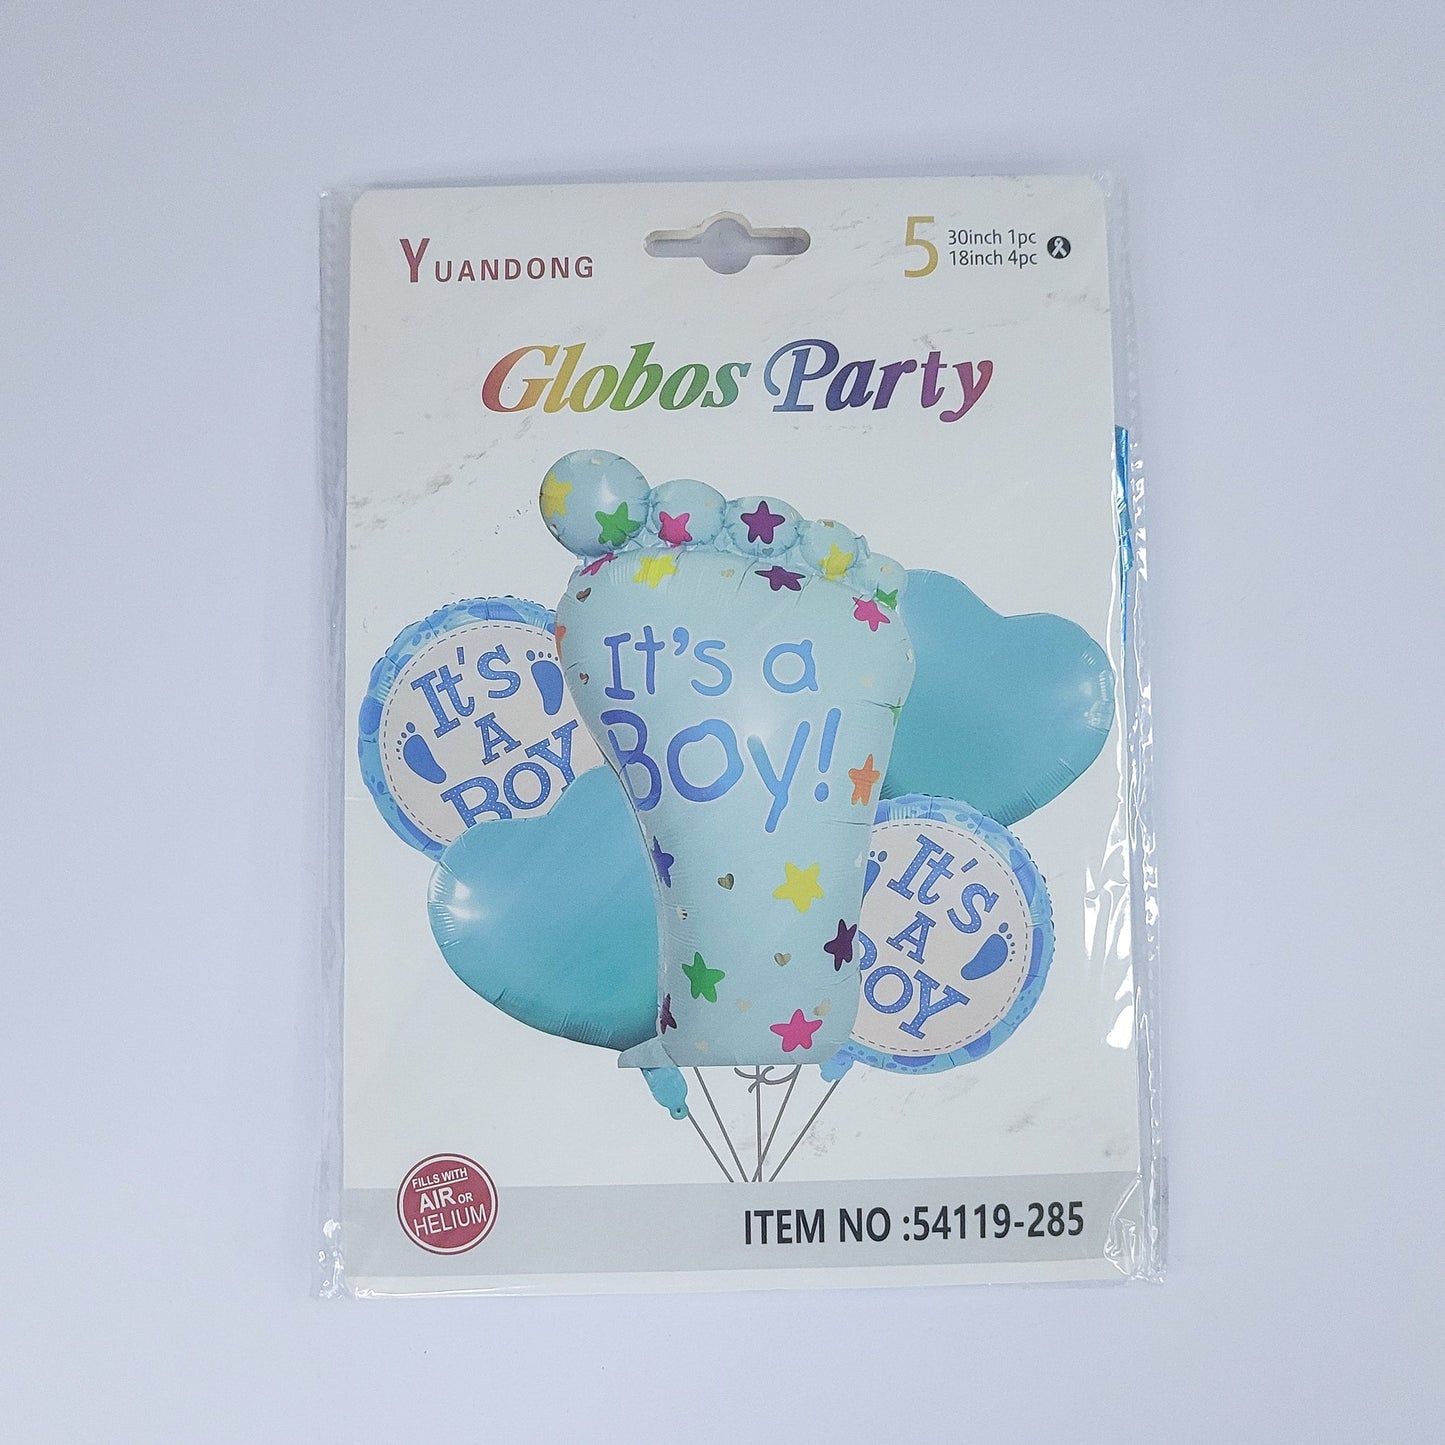 YUANDONG
5
30inch 1pc
18inch 4pc
Globos Party
It's a
Boy!
It's
A
BOY
It's
A
BOY
FILLS WITH
AIR OR
HELIUM
ITEM NO :54119-285